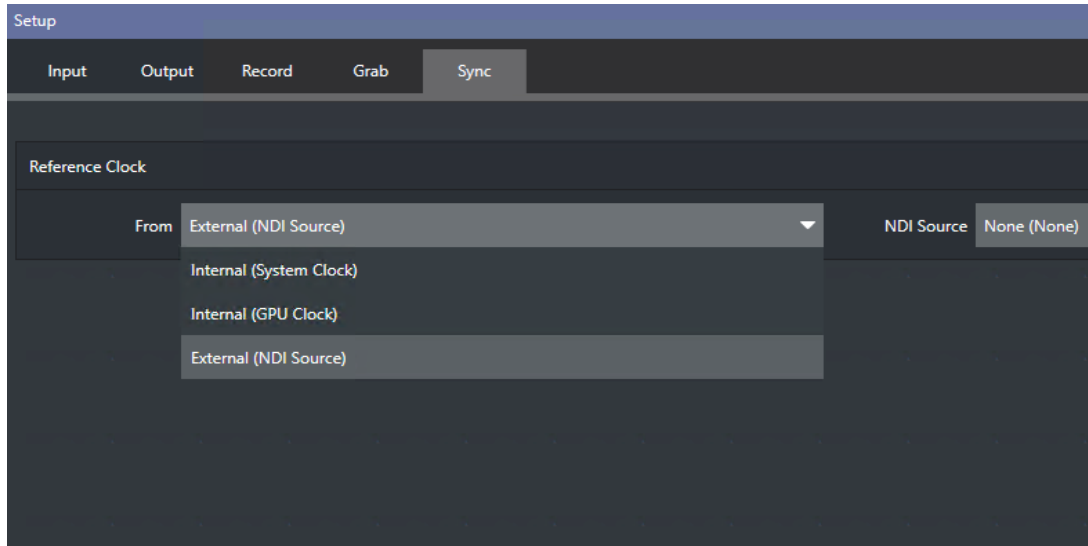 Setup
Input Output Record Grab Sync
Reference Clock
From External (NDI Source) NDI Source None (None)
Internal (System Clock)
Internal (GPU Clock)
External (NDI Source)